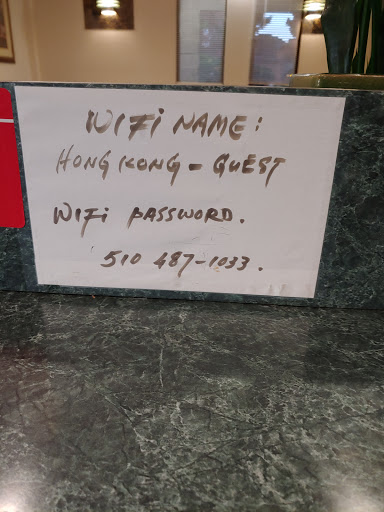 WIFI NAME:
HONG KONG - GUEST
WIFI PASSWORD.
510 487-1033.